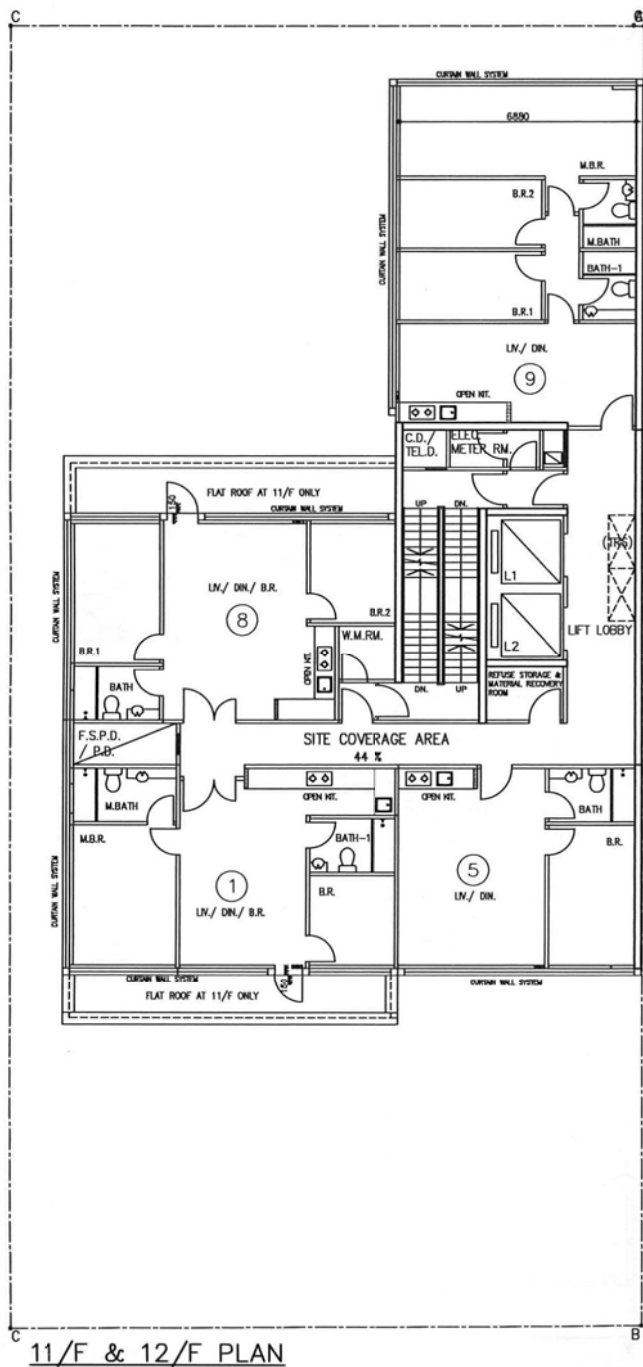 C
CURTAIN WALL SYSTEM
6880
M.B.R.
B.R.2
M.BATH
CURTAIN WALL SYSTEM
BATH-1
B.R.1
LIV./ DIN.
9
OPEN KIT.
C.D./
TEL.D.
ELEC.
METER RM.
FLAT ROOF AT 11/F ONLY
150
CURTAIN WALL SYSTEM
UP
DN.
(TRS)
L1
LIV./ DIN./ B.R.
8
B.R.2
CURTAIN WALL SYSTEM
L2
LIFT LOBBY
W.M.RM.
B.R.1
OPEN KIT.
BATH
DN.
UP
REFUSE STORAGE &
MATERIAL RECOVERY
ROOM
F.S.P.D.
/ P.D.
SITE COVERAGE AREA
44 %
M.BATH
OPEN KIT.
OPEN KIT.
BATH
M.B.R.
BATH-1
B.R.
1
5
CURTAIN WALL SYSTEM
B.R.
LIV./ DIN./ B.R.
LIV./ DIN.
CURTAIN WALL SYSTEM
150
CURTAIN WALL SYSTEM
FLAT ROOF AT 11/F ONLY
C
B
11/F & 12/F PLAN